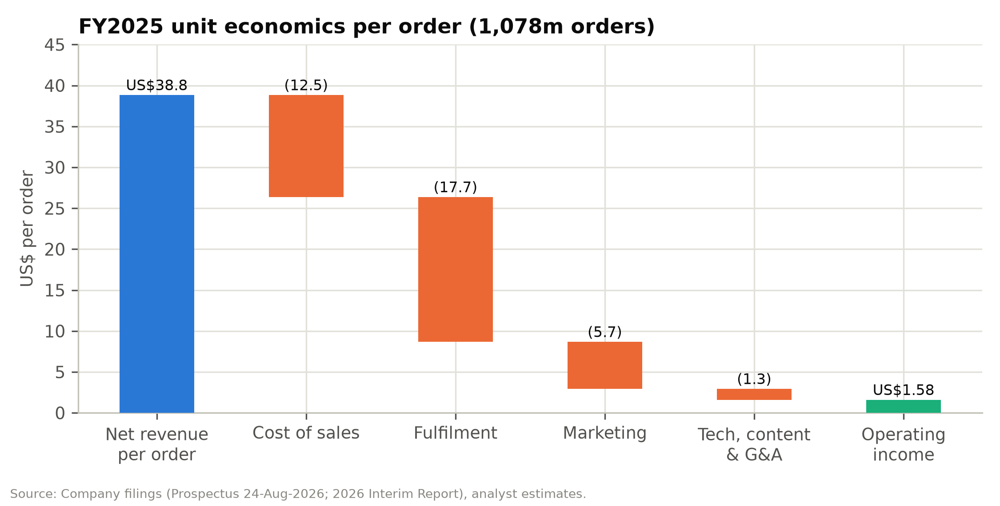 FY2025 unit economics per order (1,078m orders)
US$ per order
45
40
35
30
25
20
15
10
5
0
US$38.8
(12.5)
(17.7)
(5.7)
(1.3)
US$1.58
Net revenue
per order
Cost of sales
Fulfilment
Marketing
Tech, content
& G&A
Operating
income
Source: Company filings (Prospectus 24-Aug-2026; 2026 Interim Report), analyst estimates.